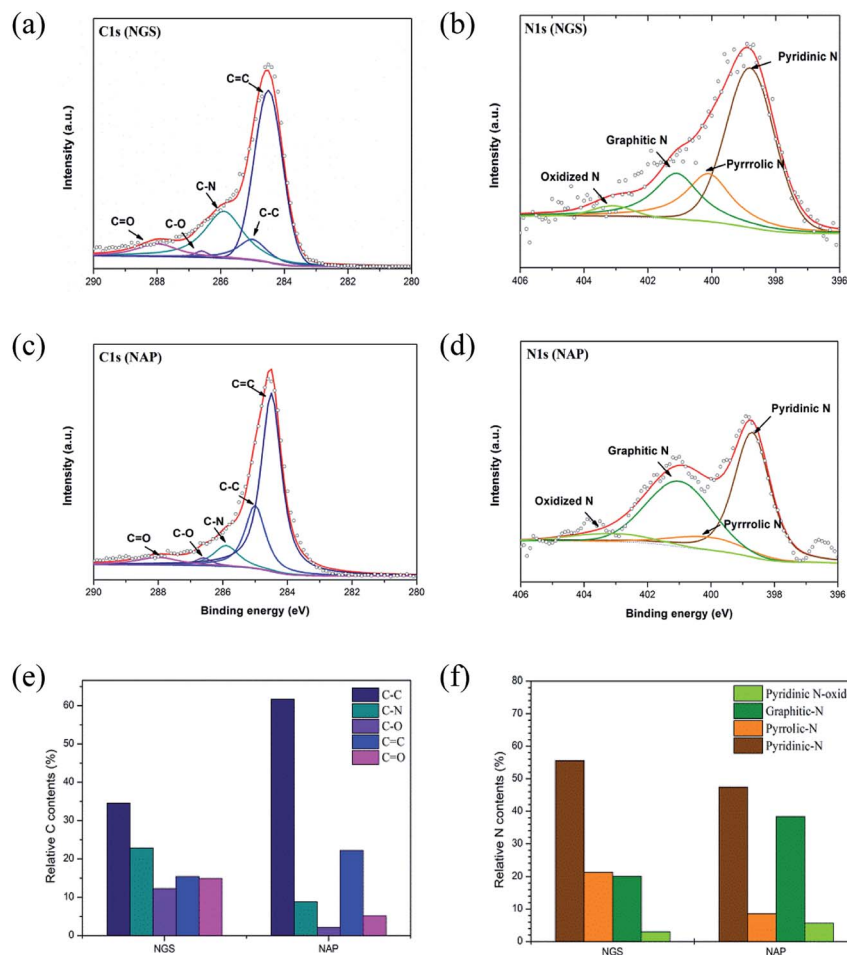 (a)
C1s (NGS)
C=C
C-N
C-C
C-O
C=O
Intensity (a.u.)
290 288 286 284 282 280
(b)
N1s (NGS)
Pyridinic N
Graphitic N
Pyrrrolic N
Oxidized N
Intensity (a.u.)
406 404 402 400 398 396
(c)
C1s (NAP)
C=C
C-C
C-N
C-O
C=O
Intensity (a.u.)
290 288 286 284 282 280
Binding energy (eV)
(d)
N1s (NAP)
Pyridinic N
Graphitic N
Oxidized N
Pyrrrolic N
Intensity (a.u.)
406 404 402 400 398 396
Binding energy (eV)
(e)
C-C
C-N
C-O
C=C
C=O
Relative C contents (%)
60
50
40
30
20
10
0
NGS NAP
(f)
Pyridinic N-oxid
Graphitic-N
Pyrrolic-N
Pyridinic-N
Relative N contents (%)
80
70
60
50
40
30
20
10
0
NGS NAP